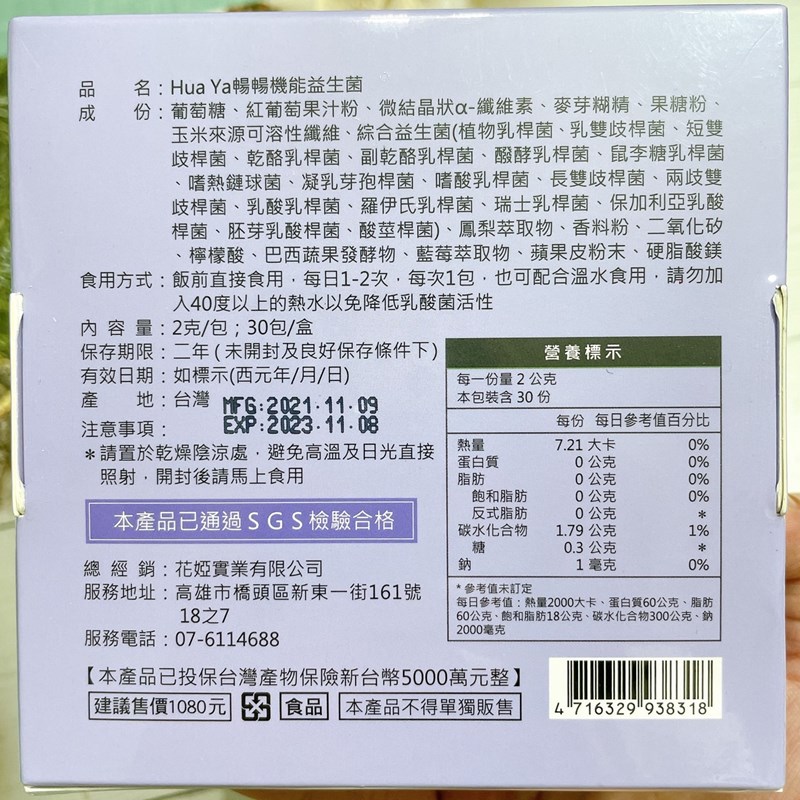 品　　名：Hua Ya暢暢機能益生菌
成　　份：葡萄糖、紅葡萄果汁粉、微結晶狀α-纖維素、麥芽糊精、果糖粉、
玉米來源可溶性纖維、綜合益生菌(植物乳桿菌、乳雙歧桿菌、短雙
歧桿菌、乾酪乳桿菌、副乾酪乳桿菌、醱酵乳桿菌、鼠李糖乳桿菌
、嗜熱鏈球菌、凝乳芽孢桿菌、嗜酸乳桿菌、長雙歧桿菌、兩歧雙
歧桿菌、乳酸乳桿菌、羅伊氏乳桿菌、瑞士乳桿菌、保加利亞乳酸
桿菌、胚芽乳酸桿菌、酸莖桿菌)、鳳梨萃取物、香料粉、二氧化矽
、檸檬酸、巴西蔬果發酵物、藍莓萃取物、蘋果皮粉末、硬脂酸鎂
食用方式：飯前直接食用，每日1-2次，每次1包，也可配合溫水食用，請勿加
入40度以上的熱水以免降低乳酸菌活性
內 容 量：2克/包；30包/盒
保存期限：二年(未開封及良好保存條件下)
有效日期：如標示(西元年/月/日)
產　　地：台灣
MFG:2021.11.09
EXP:2023.11.08
注意事項：
＊請置於乾燥陰涼處，避免高溫及日光直接
照射，開封後請馬上食用
本產品已通過ＳＧＳ檢驗合格
總 經 銷：花婭實業有限公司
服務地址：高雄市橋頭區新東一街161號
18之7
服務電話：07-6114688
營養標示
每一份量 2 公克
本包裝含 30 份
每份 每日參考值百分比
熱量 7.21 大卡 0%
蛋白質 0 公克 0%
脂肪 0 公克 0%
飽和脂肪 0 公克 0%
反式脂肪 0 公克 *
碳水化合物 1.79 公克 1%
糖 0.3 公克 *
鈉 1 毫克 0%
*參考值未訂定
每日參考值：熱量2000大卡、蛋白質60公克、脂肪
60公克、飽和脂肪18公克、碳水化合物300公克、鈉
2000毫克
【本產品已投保台灣產物保險新台幣5000萬元整】
建議售價1080元 食品 本產品不得單獨販售
4 716329 938318